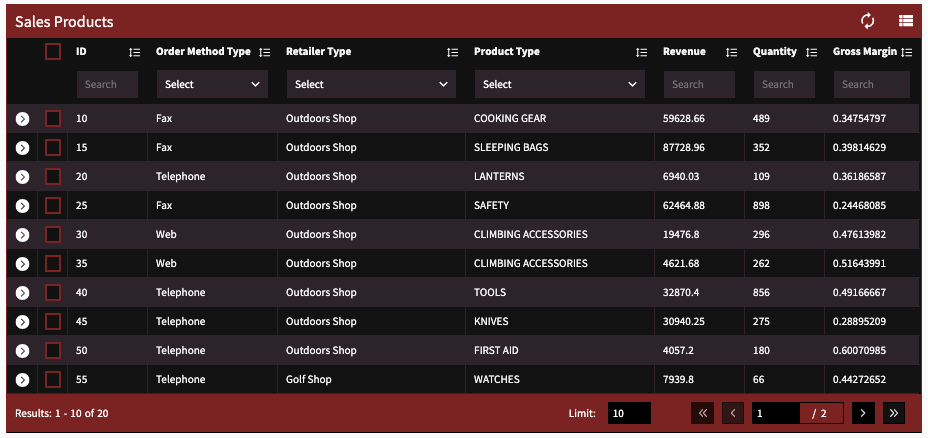 Sales Products
ID Order Method Type Retailer Type Product Type Revenue Quantity Gross Margin
Search Select Select Select Search Search Search
10 Fax Outdoors Shop COOKING GEAR 59628.66 489 0.34754797
15 Fax Outdoors Shop SLEEPING BAGS 87728.96 352 0.39814629
20 Telephone Outdoors Shop LANTERNS 6940.03 109 0.36186587
25 Fax Outdoors Shop SAFETY 62464.88 898 0.24468085
30 Web Outdoors Shop CLIMBING ACCESSORIES 19476.8 296 0.47613982
35 Web Outdoors Shop CLIMBING ACCESSORIES 4621.68 262 0.51643991
40 Telephone Outdoors Shop TOOLS 32870.4 856 0.49166667
45 Telephone Outdoors Shop KNIVES 30940.25 275 0.28895209
50 Telephone Outdoors Shop FIRST AID 4057.2 180 0.60070985
55 Telephone Golf Shop WATCHES 7939.8 66 0.44272652
Results: 1 - 10 of 20 Limit: 10 1 / 2